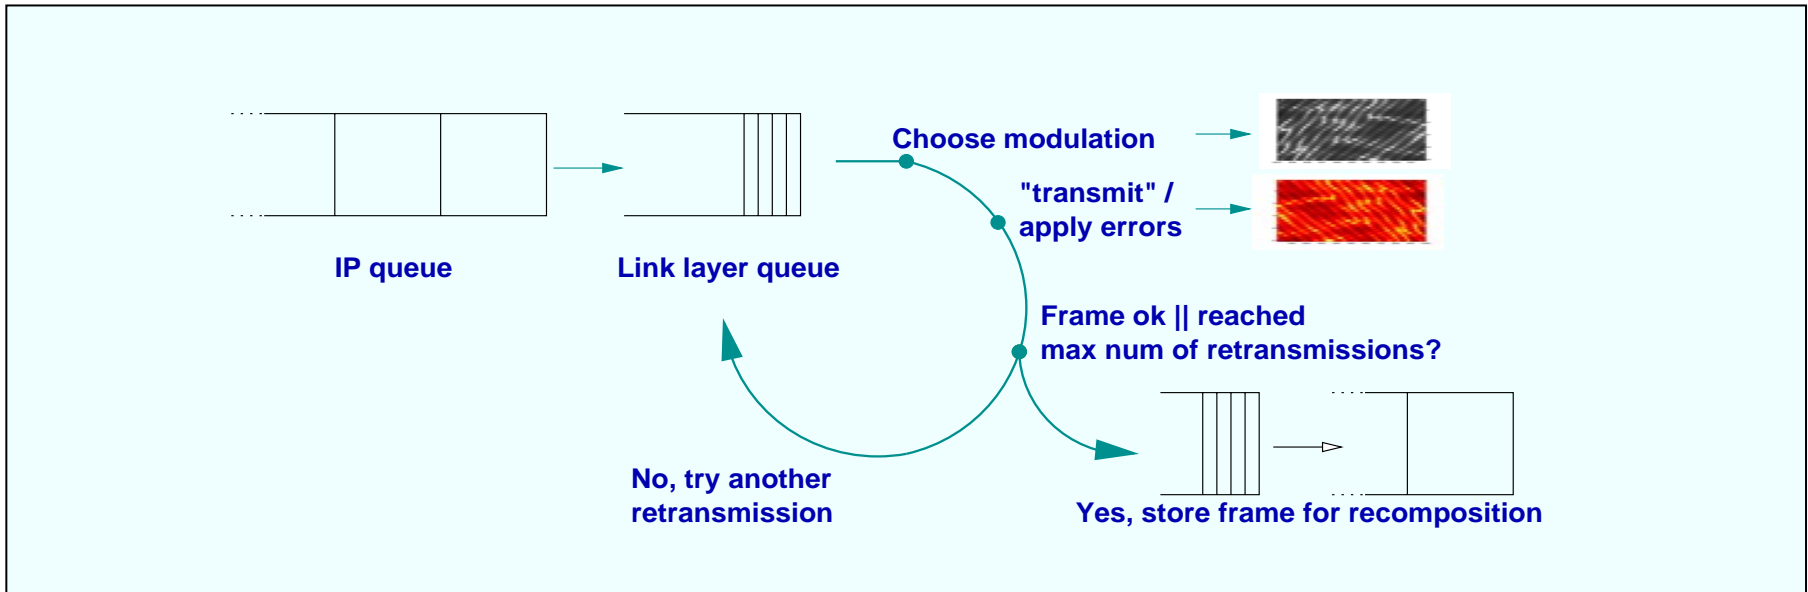 Choose modulation
"transmit" /
apply errors
IP queue
Link layer queue
Frame ok || reached
max num of retransmissions?
No, try another
retransmission
Yes, store frame for recomposition